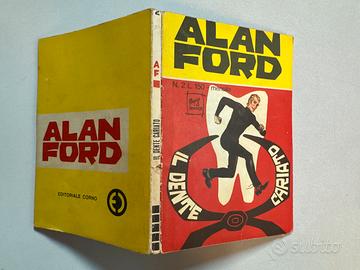 ALAN
FORD
EDITORIALE CORNO
AF
IL DENTE CARIATO
ALAN
FORD
N. 2 L. 150 - mensile
IL DENTE
CARIATO
subito